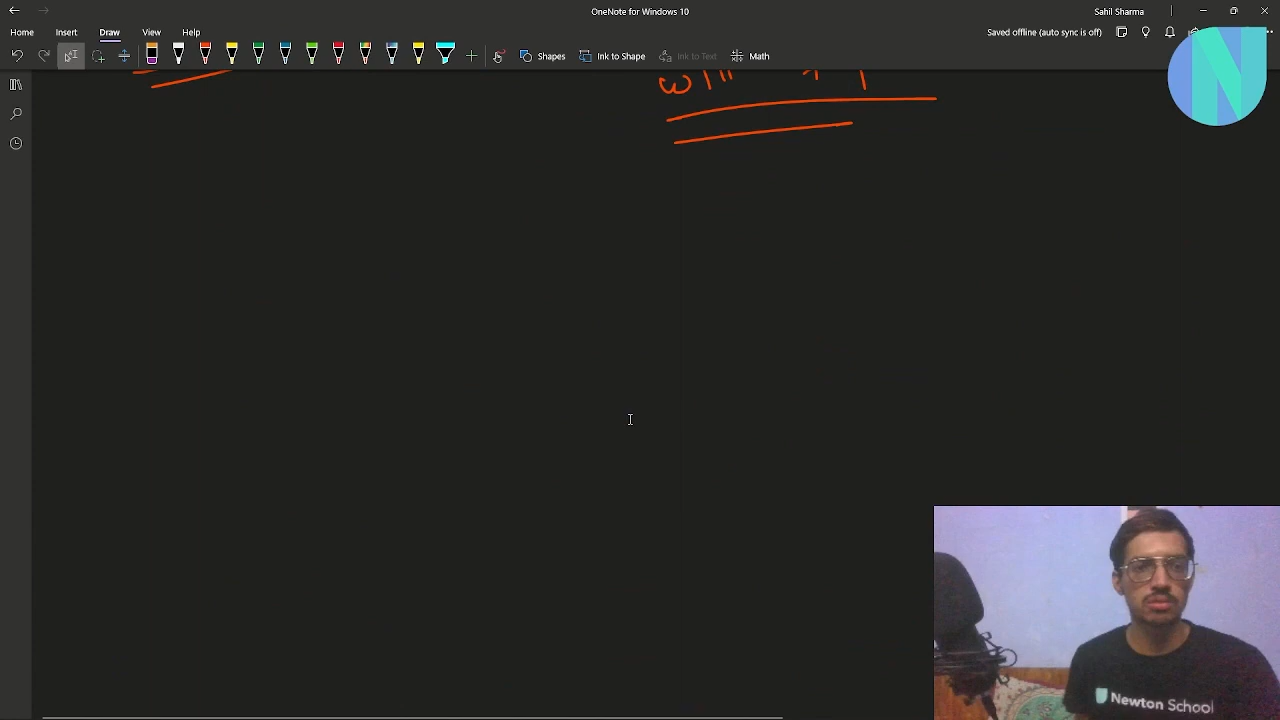 OneNote for Windows 10
Sahil Sharma
Home Insert Draw View Help
Saved offline (auto sync is off)
Shapes Ink to Shape Ink to Text Math
Newton School